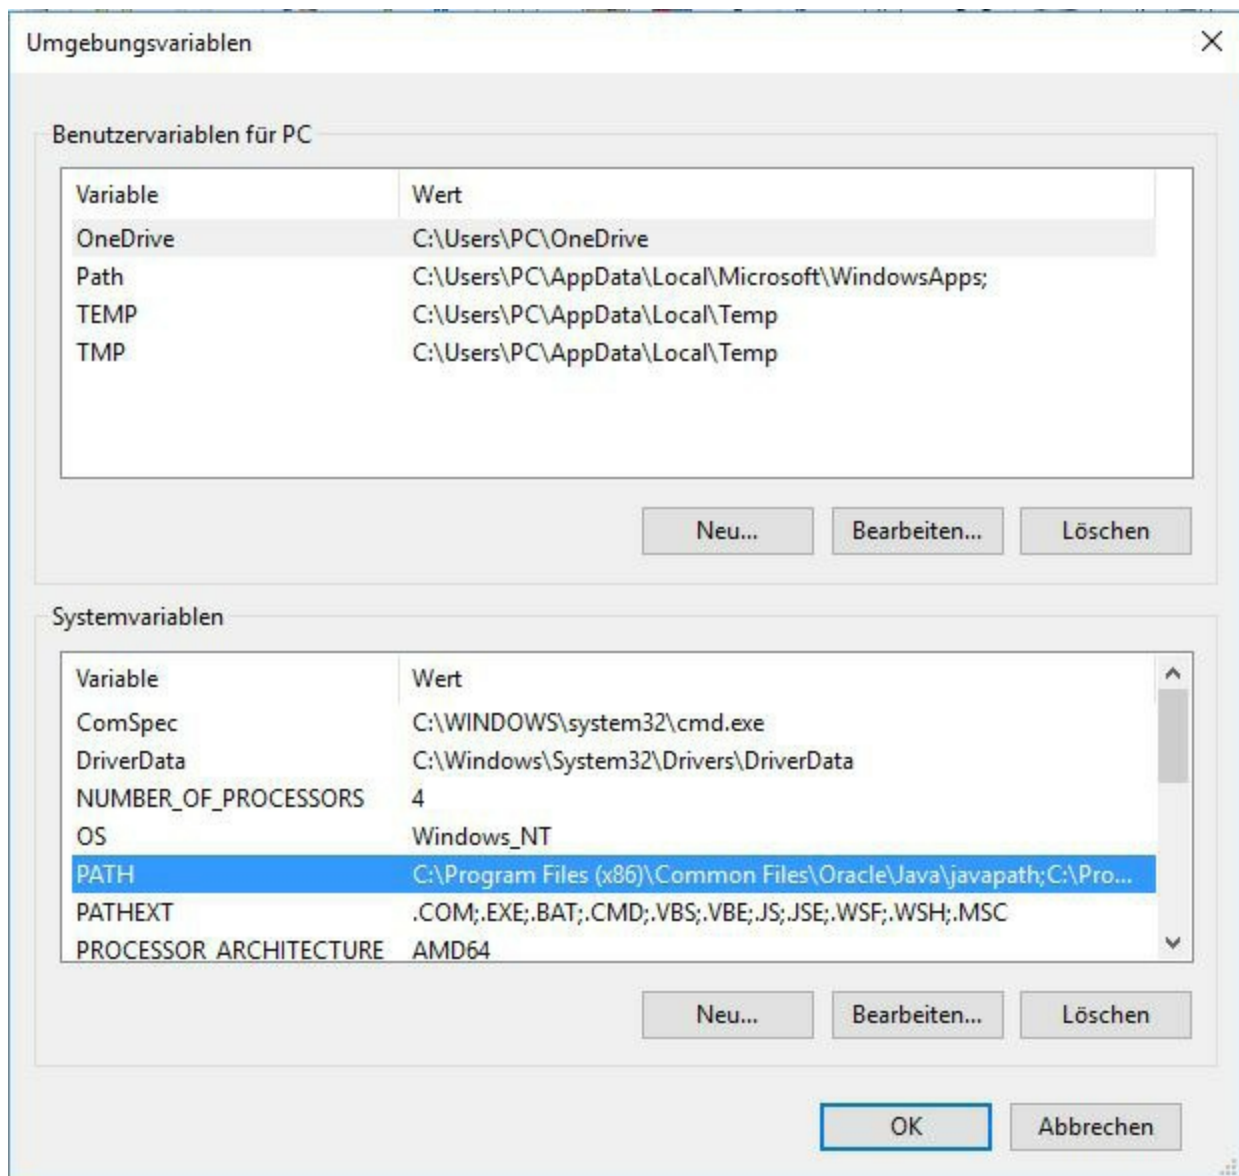 Umgebungsvariablen
Benutzervariablen für PC
Variable Wert
OneDrive C:\Users\PC\OneDrive
Path C:\Users\PC\AppData\Local\Microsoft\WindowsApps;
TEMP C:\Users\PC\AppData\Local\Temp
TMP C:\Users\PC\AppData\Local\Temp
Neu... Bearbeiten... Löschen
Systemvariablen
Variable Wert
ComSpec C:\WINDOWS\system32\cmd.exe
DriverData C:\Windows\System32\Drivers\DriverData
NUMBER_OF_PROCESSORS 4
OS Windows_NT
PATH C:\Program Files (x86)\Common Files\Oracle\Java\javapath;C:\Pro...
PATHEXT .COM;.EXE;.BAT;.CMD;.VBS;.VBE;.JS;.JSE;.WSF;.WSH;.MSC
PROCESSOR_ARCHITECTURE AMD64
Neu... Bearbeiten... Löschen
OK Abbrechen